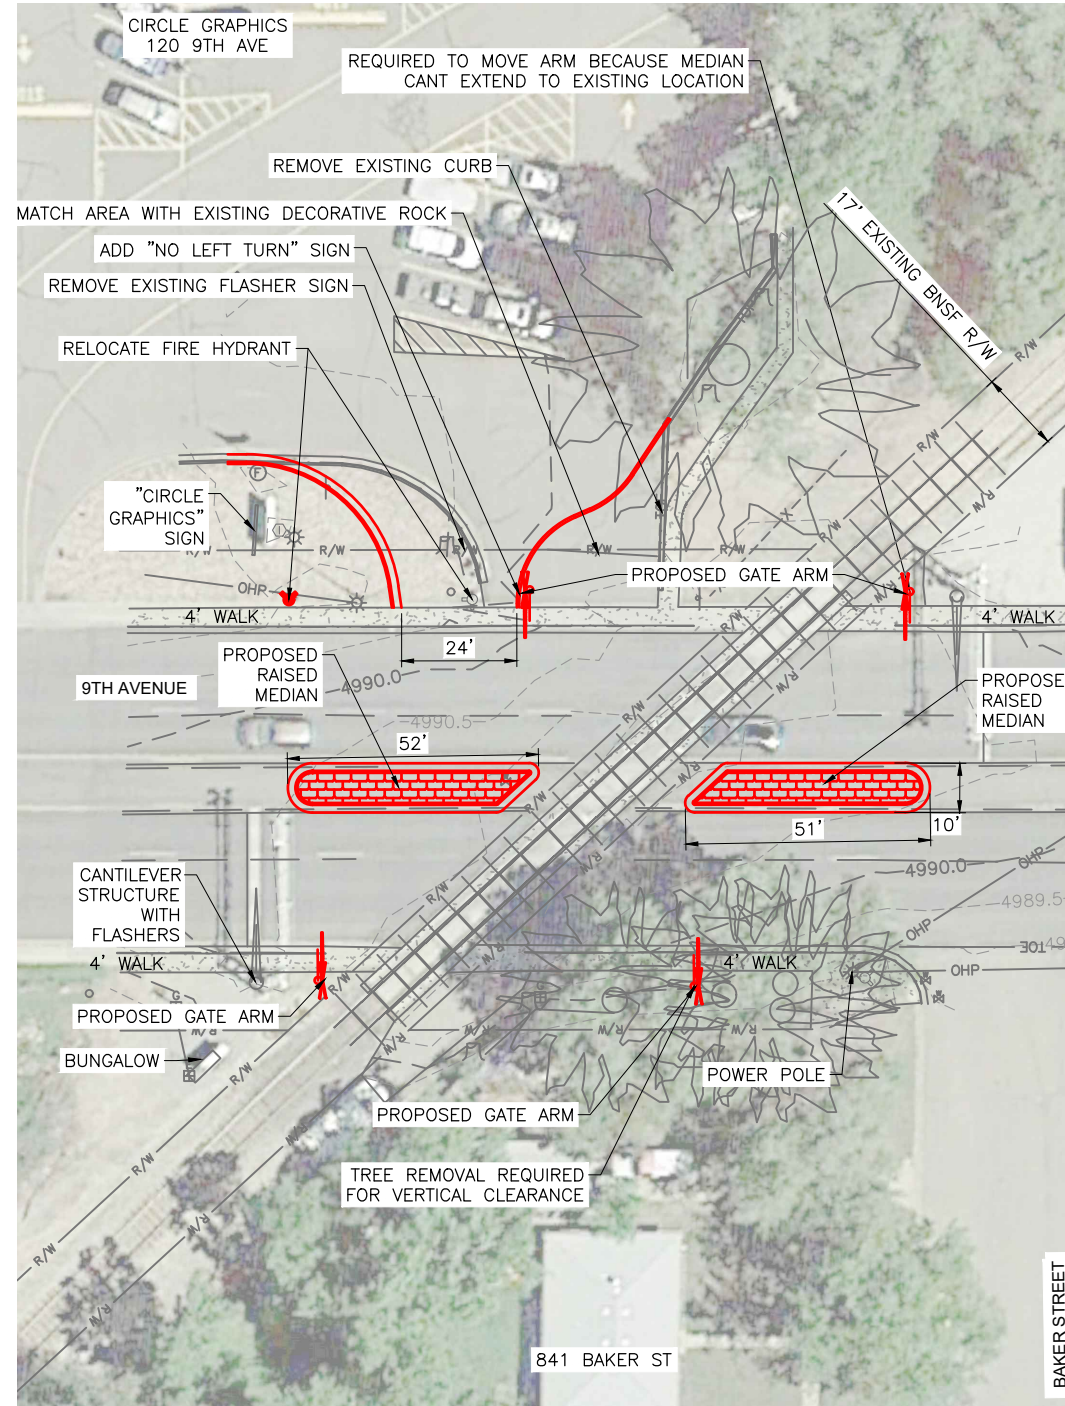 CIRCLE GRAPHICS
120 9TH AVE
REQUIRED TO MOVE ARM BECAUSE MEDIAN
CANT EXTEND TO EXISTING LOCATION
REMOVE EXISTING CURB
MATCH AREA WITH EXISTING DECORATIVE ROCK
ADD "NO LEFT TURN" SIGN
REMOVE EXISTING FLASHER SIGN
RELOCATE FIRE HYDRANT
17' EXISTING BNSF R/W
R/W
R/W
R/W
F
"CIRCLE
GRAPHICS"
SIGN
R/W
R/W
R/W
R/W
R/W
OHP
PROPOSED GATE ARM
R/W
4' WALK
4' WALK
R/W
24'
PROPOSED
RAISED
MEDIAN
9TH AVENUE
4990.0
4990.5
R/W
R/W
PROPOSE
RAISED
MEDIAN
52'
R/W
R/W
51'
10'
R/W
4990.0
OHP
CANTILEVER
STRUCTURE
WITH
FLASHERS
R/W
4989.5
OHP
TOE
4' WALK
R/W
4' WALK
OHP
R/W
PROPOSED GATE ARM
R/W
R/W
R/W
R/W
BUNGALOW
R/W
POWER POLE
PROPOSED GATE ARM
R/W
R/W
TREE REMOVAL REQUIRED
FOR VERTICAL CLEARANCE
R/W
R/W
R/W
841 BAKER ST
BAKER STREET